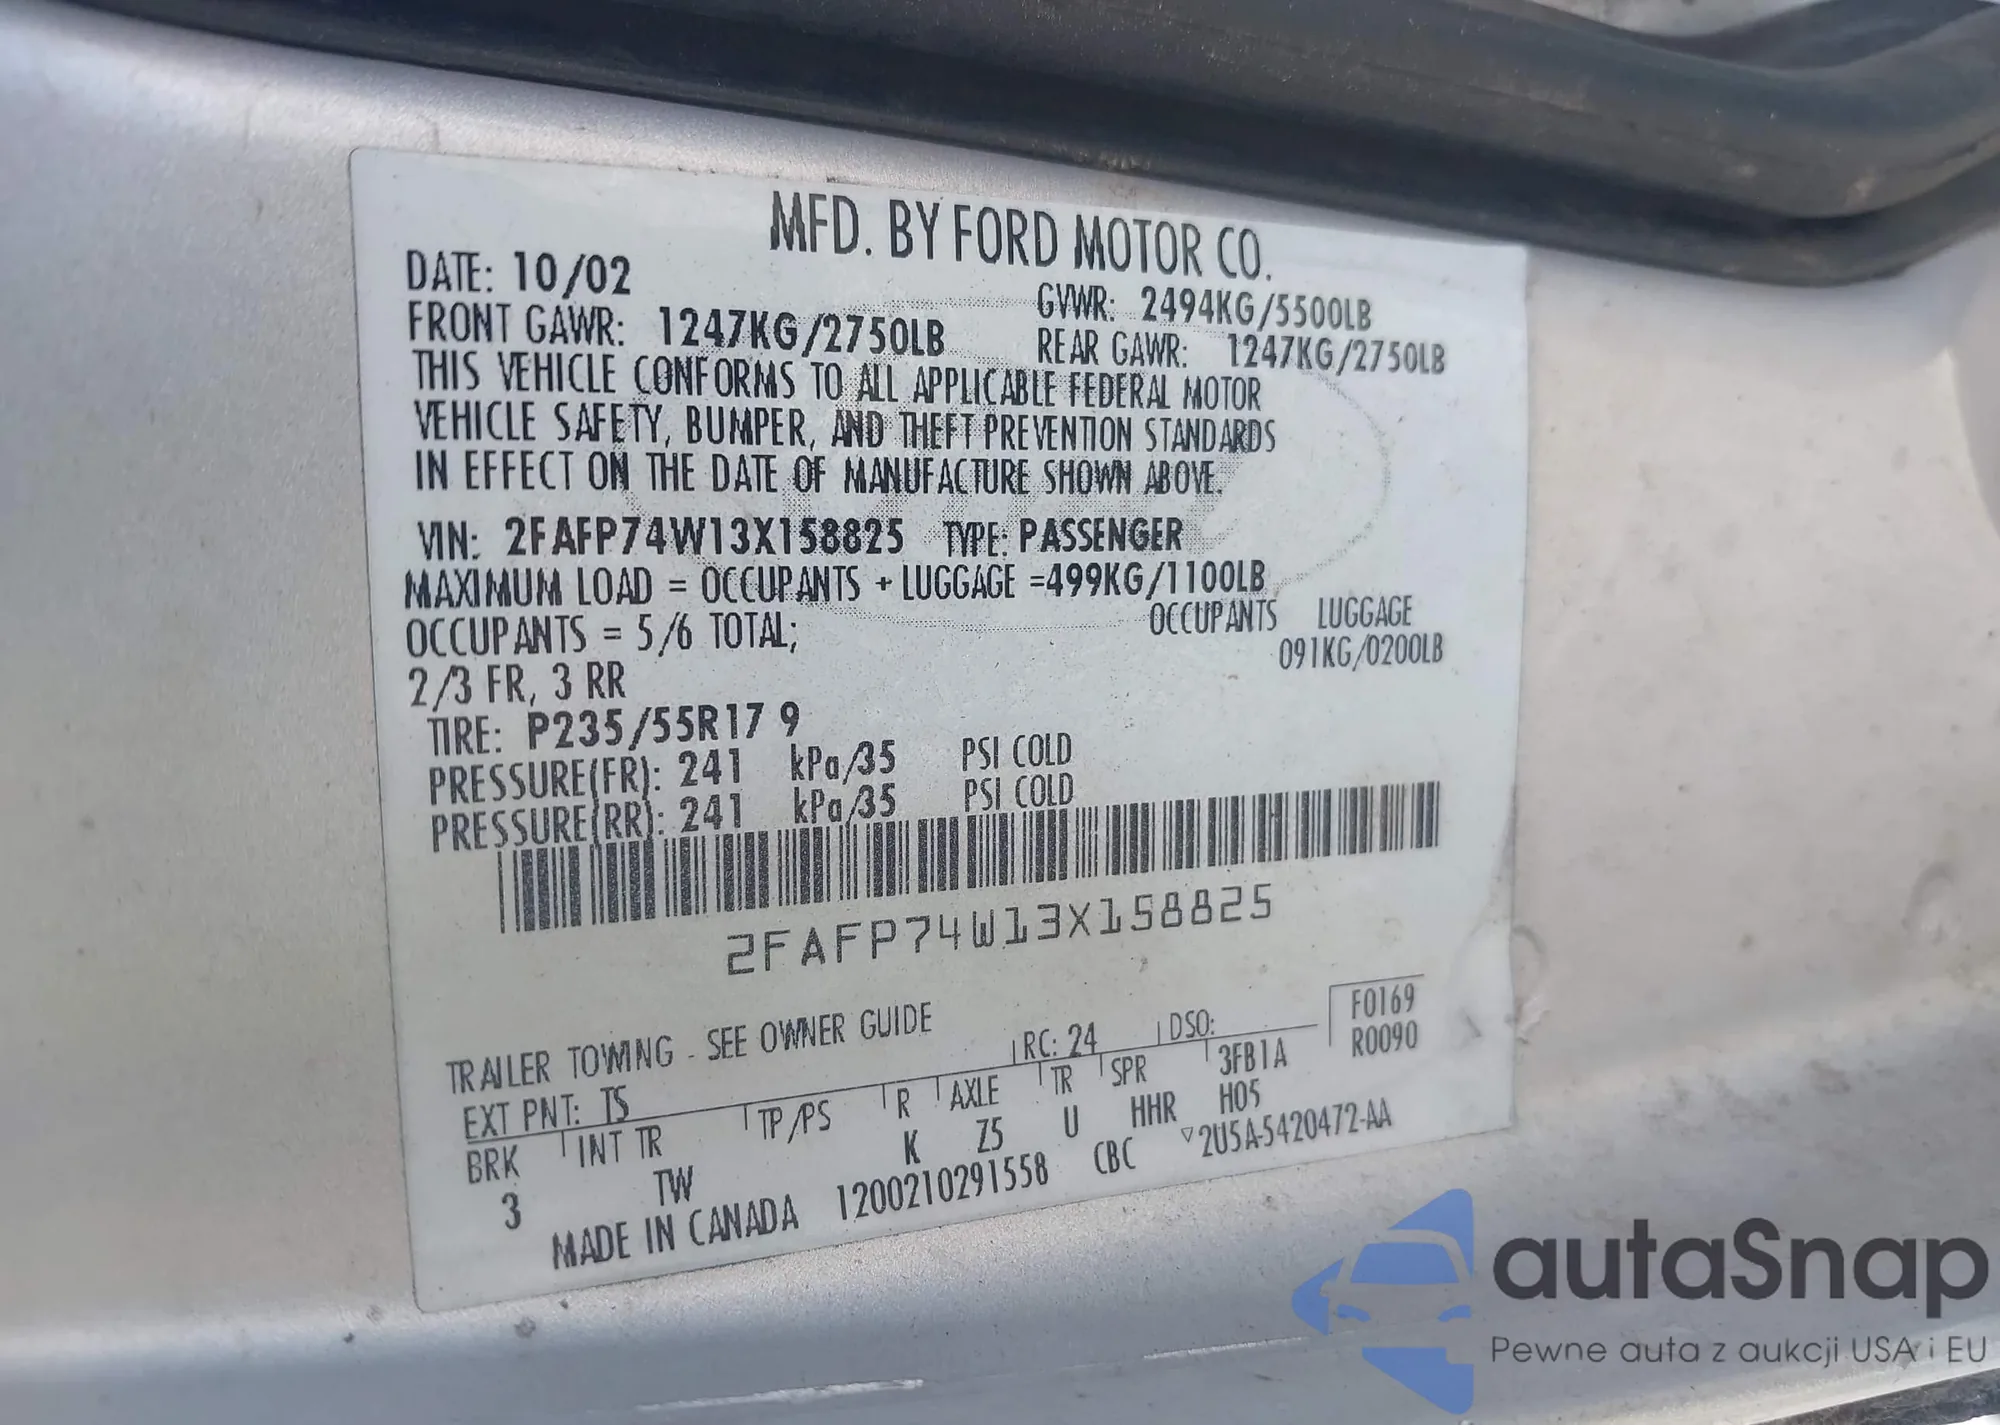 MFD. BY FORD MOTOR CO.
DATE: 10/02
GVWR: 2494KG/5500LB
FRONT GAWR: 1247KG/2750LB
REAR GAWR: 1247KG/2750LB
THIS VEHICLE CONFORMS TO ALL APPLICABLE FEDERAL MOTOR
VEHICLE SAFETY, BUMPER, AND THEFT PREVENTION STANDARDS
IN EFFECT ON THE DATE OF MANUFACTURE SHOWN ABOVE.
VIN: 2FAFP74W13X158825 TYPE: PASSENGER
MAXIMUM LOAD = OCCUPANTS + LUGGAGE =499KG/1100LB
OCCUPANTS = 5/6 TOTAL; OCCUPANTS LUGGAGE
2/3 FR, 3 RR 091KG/0200LB
TIRE: P235/55R17 9
PRESSURE(FR): 241 kPa/35 PSI COLD
PRESSURE(RR): 241 kPa/35 PSI COLD
2FAFP74W13X158825
TRAILER TOWING - SEE OWNER GUIDE
F0169
R0090
EXT PNT: TS RC: 24 DSO:
BRK INT TR TP/PS R AXLE TR SPR 3FB1A
3 TW K Z5 U HHR H05
MADE IN CANADA 1200210291558 CBC ▽2U5A-5420472-AA
autaSnap
Pewne auta z aukcji USA i EU